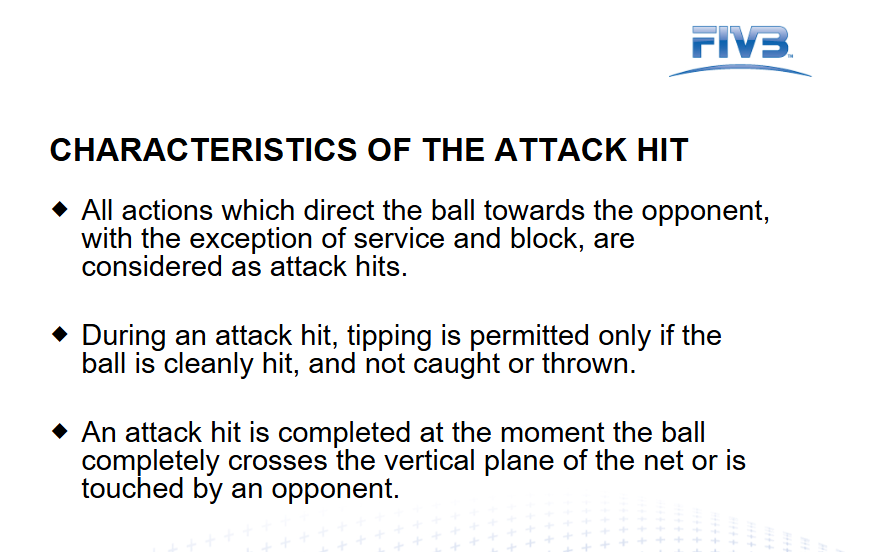 FIVB
CHARACTERISTICS OF THE ATTACK HIT
◆ All actions which direct the ball towards the opponent,
with the exception of service and block, are
considered as attack hits.
◆ During an attack hit, tipping is permitted only if the
ball is cleanly hit, and not caught or thrown.
◆ An attack hit is completed at the moment the ball
completely crosses the vertical plane of the net or is
touched by an opponent.